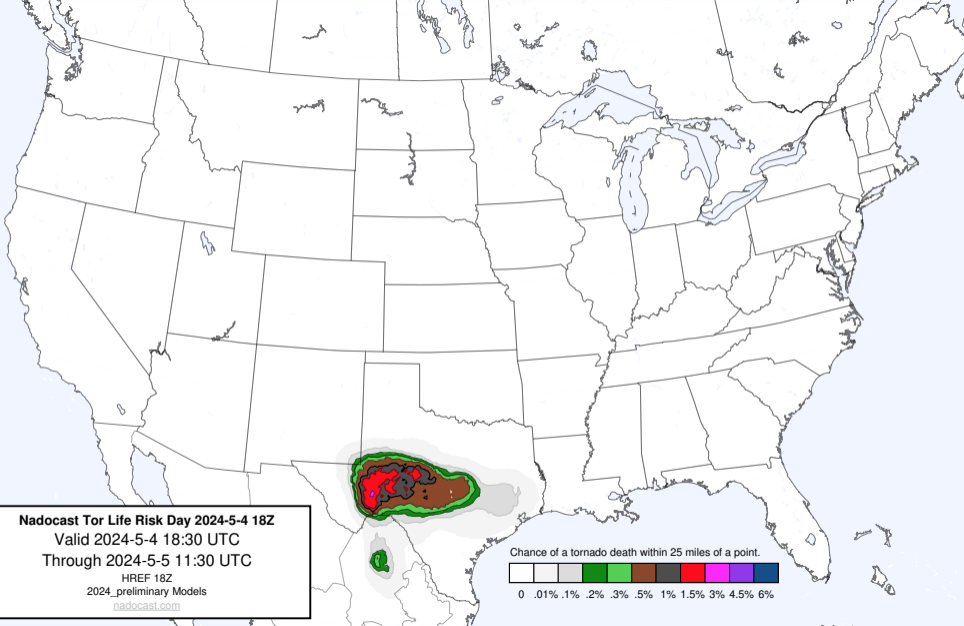 Nadocast Tor Life Risk Day 2024-5-4 18Z
Valid 2024-5-4 18:30 UTC
Through 2024-5-5 11:30 UTC
HREF 18Z
2024_preliminary Models
nadocast.com
Chance of a tornado death within 25 miles of a point.
0 .01% .1% .2% .3% .5% 1% 1.5% 3% 4.5% 6%